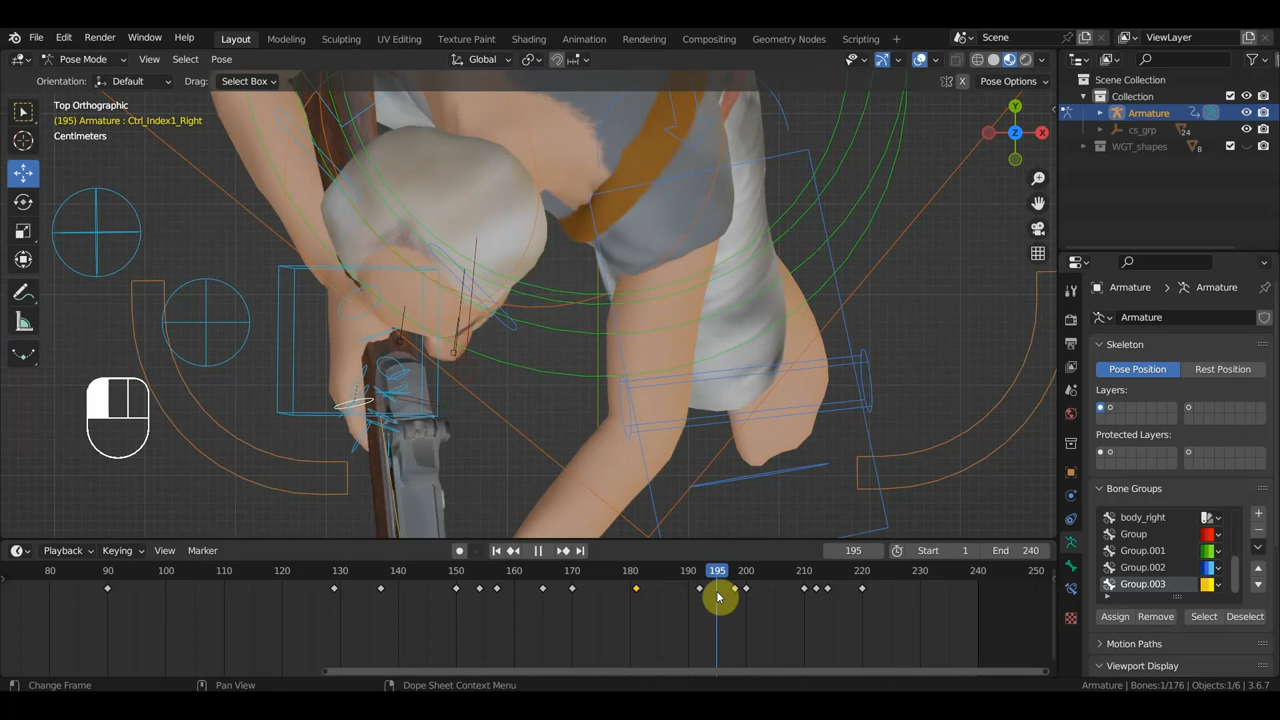 File Edit Render Window Help Layout Modeling Sculpting UV Editing Texture Paint Shading Animation Rendering Compositing Geometry Nodes Scripting + Scene ViewLayer
Pose Mode View Select Pose Global
Orientation: Default Drag: Select Box X Pose Options
Scene Collection
Collection
Armature
cs_grp 24
WGT_shapes 8
Top Orthographic
(195) Armature : Ctrl_Index1_Right
Centimeters
Y
X
Z
Armature Armature
Armature
Skeleton
Pose Position Rest Position
Layers:
Protected Layers:
Bone Groups
body_right
Group
Group.001
Group.002
Group.003
Assign Remove Select Deselect
Motion Paths
Viewport Display
Playback Keying View Marker 195 Start 1 End 240
80 90 100 110 120 130 140 150 160 170 180 190 195 200 210 220 230 240 250
Change Frame Pan View Dope Sheet Context Menu Armature | Bones:1/176 | Objects:1/6 | 3.6.7